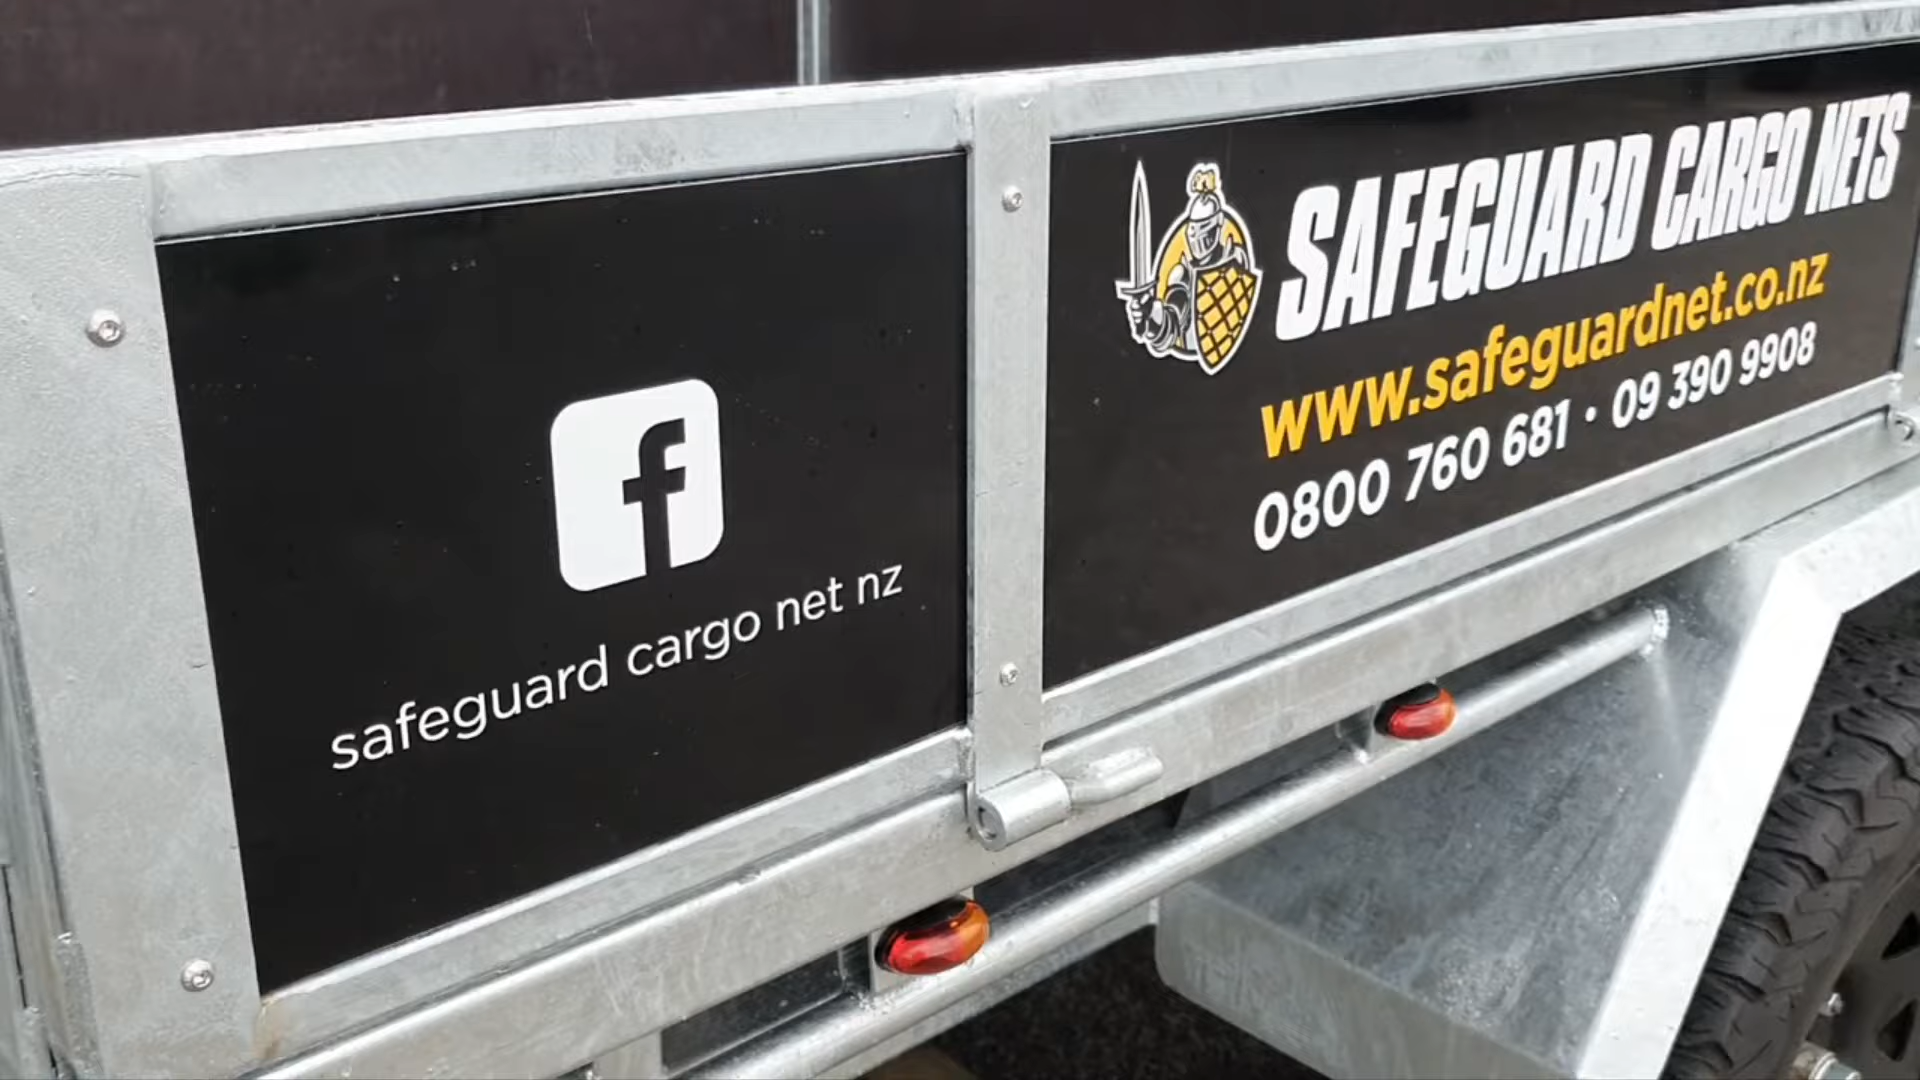 safeguard cargo net nz
SAFEGUARD CARGO NETS
www.safeguardnet.co.nz
0800 760 681 • 09 390 9908